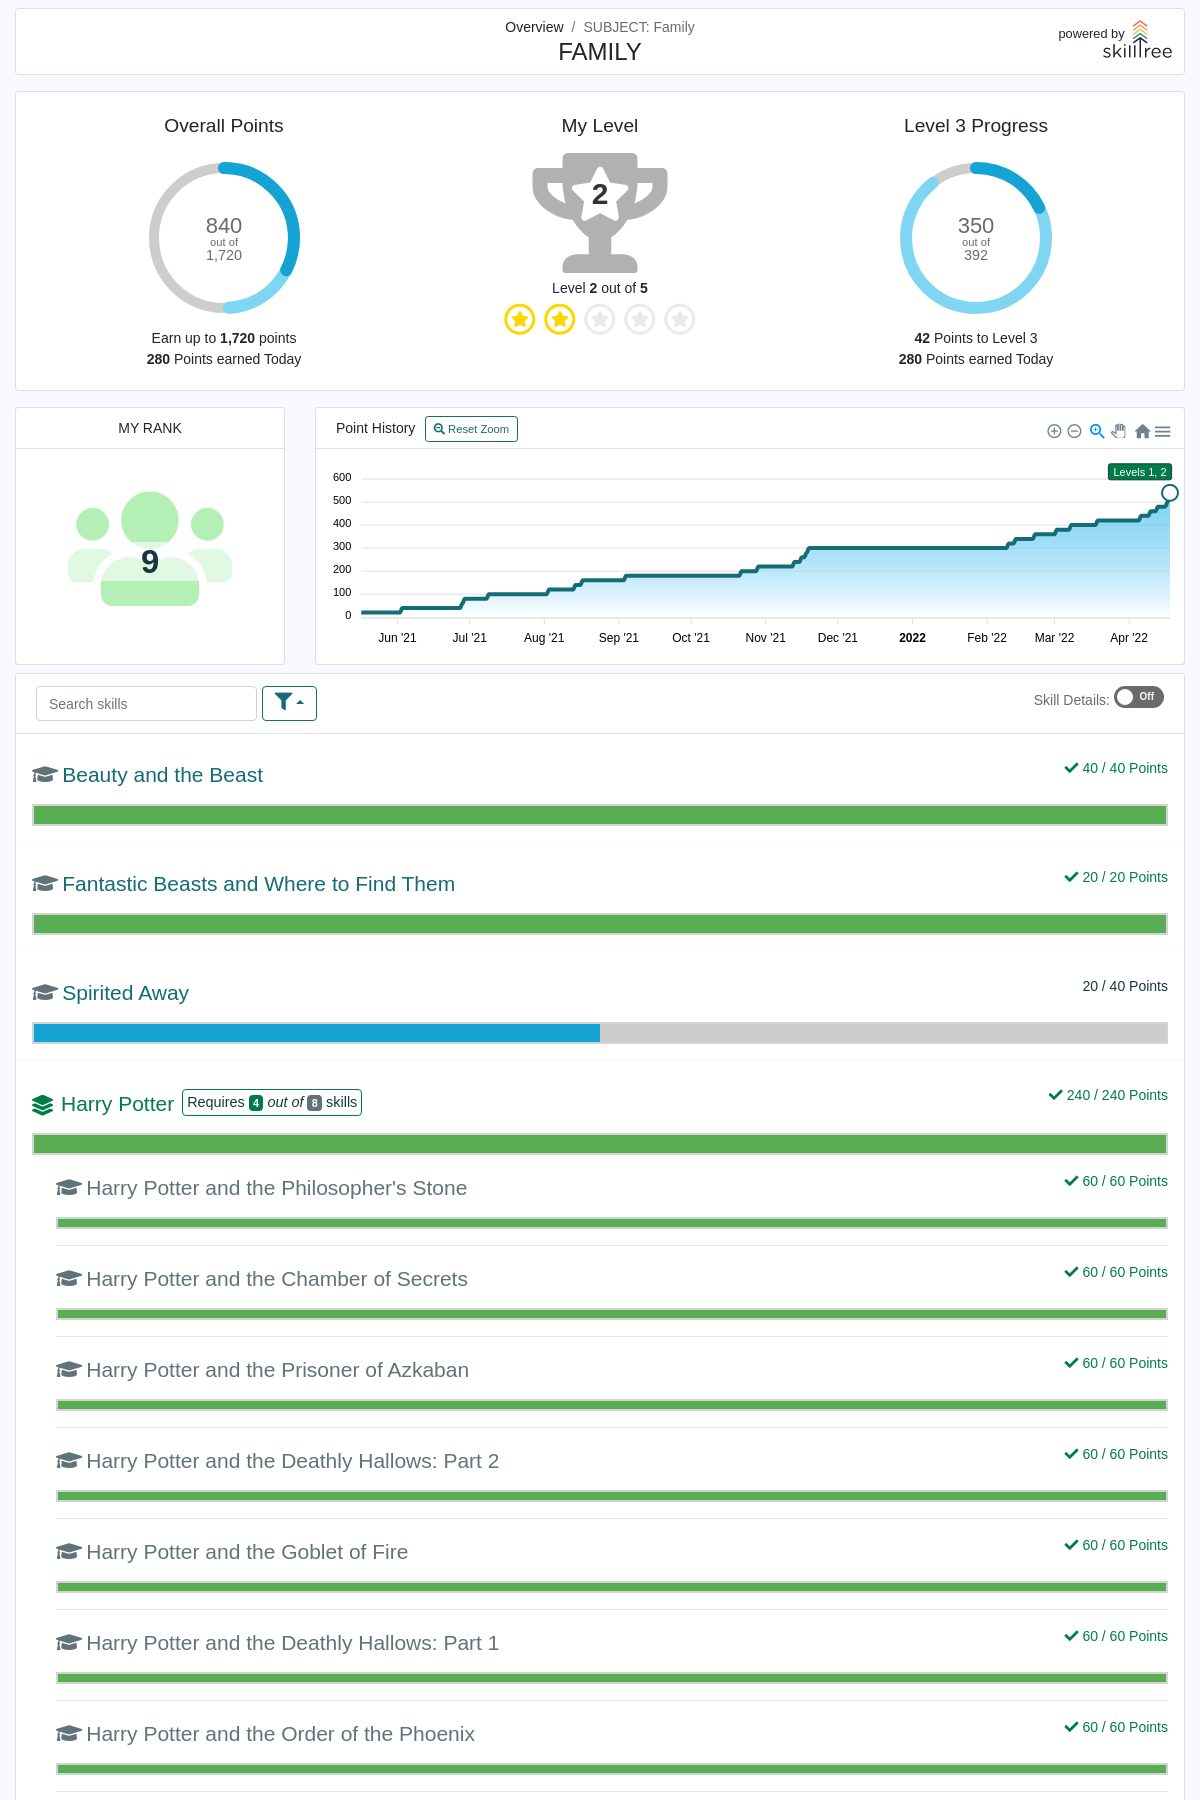 Overview / SUBJECT: Family
FAMILY
powered by
skilltree
Overall Points
840
out of
1,720
Earn up to 1,720 points
280 Points earned Today
My Level
2
Level 2 out of 5
Level 3 Progress
350
out of
392
42 Points to Level 3
280 Points earned Today
MY RANK
9
Point History
Reset Zoom
Levels 1, 2
600
500
400
300
200
100
0
Jun '21 Jul '21 Aug '21 Sep '21 Oct '21 Nov '21 Dec '21 2022 Feb '22 Mar '22 Apr '22
Search skills
Skill Details: Off
Beauty and the Beast 40 / 40 Points
Fantastic Beasts and Where to Find Them 20 / 20 Points
Spirited Away 20 / 40 Points
Harry Potter Requires 4 out of 8 skills 240 / 240 Points
Harry Potter and the Philosopher's Stone 60 / 60 Points
Harry Potter and the Chamber of Secrets 60 / 60 Points
Harry Potter and the Prisoner of Azkaban 60 / 60 Points
Harry Potter and the Deathly Hallows: Part 2 60 / 60 Points
Harry Potter and the Goblet of Fire 60 / 60 Points
Harry Potter and the Deathly Hallows: Part 1 60 / 60 Points
Harry Potter and the Order of the Phoenix 60 / 60 Points